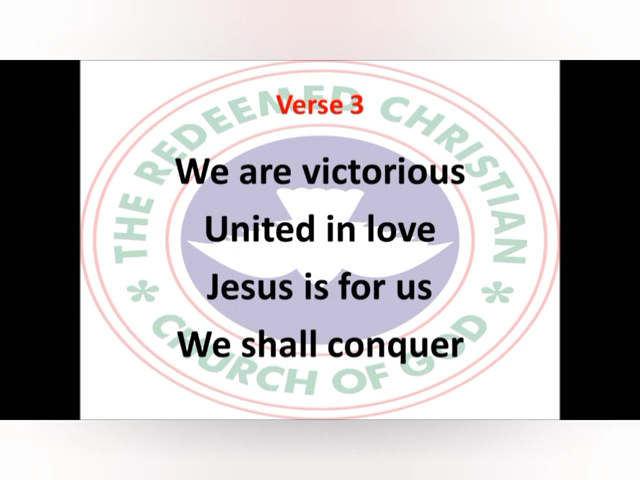 Verse 3
We are victorious
United in love
Jesus is for us
We shall conquer
THE REDEEMED CHRISTIAN
* CHURCH OF GOD *